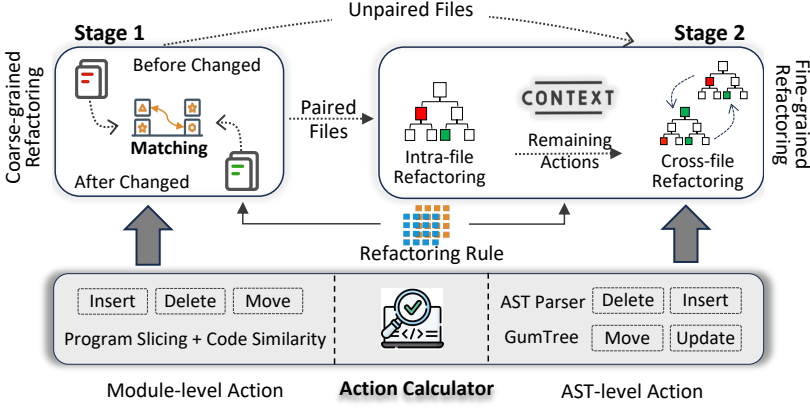 Unpaired Files
Stage 1
Stage 2
Coarse-grained
Refactoring
Before Changed
Matching
After Changed
Paired
Files
CONTEXT
Intra-file
Refactoring
Remaining
Actions
Cross-file
Refactoring
Fine-grained
Refactoring
Refactoring Rule
Insert
Delete
Move
Program Slicing + Code Similarity
</>
AST Parser
Delete
Insert
GumTree
Move
Update
Module-level Action
Action Calculator
AST-level Action